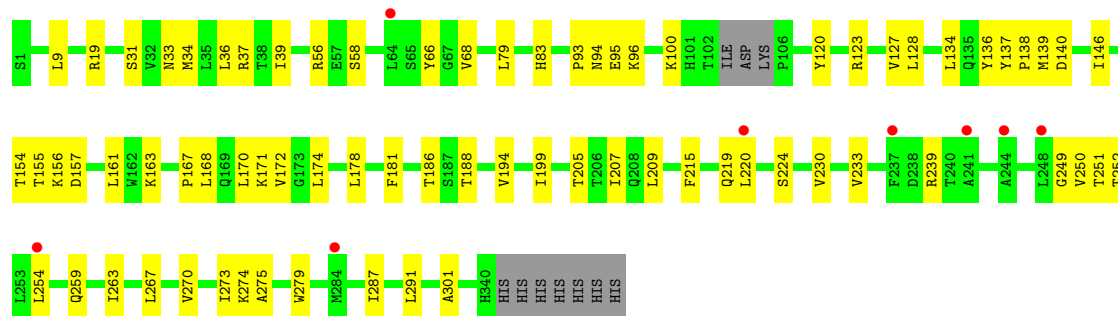 S1 L9 R19 S31 V32 N33 M34 L35 L36 R37 T38 I39 R56 E57 S58 L64 S65 Y66 G67 V68 L79 H83 P93 N94 E95 K96 K100 H101 T102 ILE ASP LYS P106 Y120 R123 V127 L128 L134 Q135 Y136 Y137 P138 M139 D140 I146
T154 T155 K156 D157 L161 W162 K163 P167 L168 Q169 L170 K171 V172 G173 L174 L178 F181 T186 S187 T188 V194 I199 T205 T206 I207 Q208 L209 F215 Q219 L220 S224 V230 V233 F237 D238 R239 T240 A241 A244 L248 G249 V250 T251 T252
L253 L254 Q259 I263 L267 V270 I273 K274 A275 W279 M284 I287 L291 A301 H340 HIS HIS HIS HIS HIS HIS